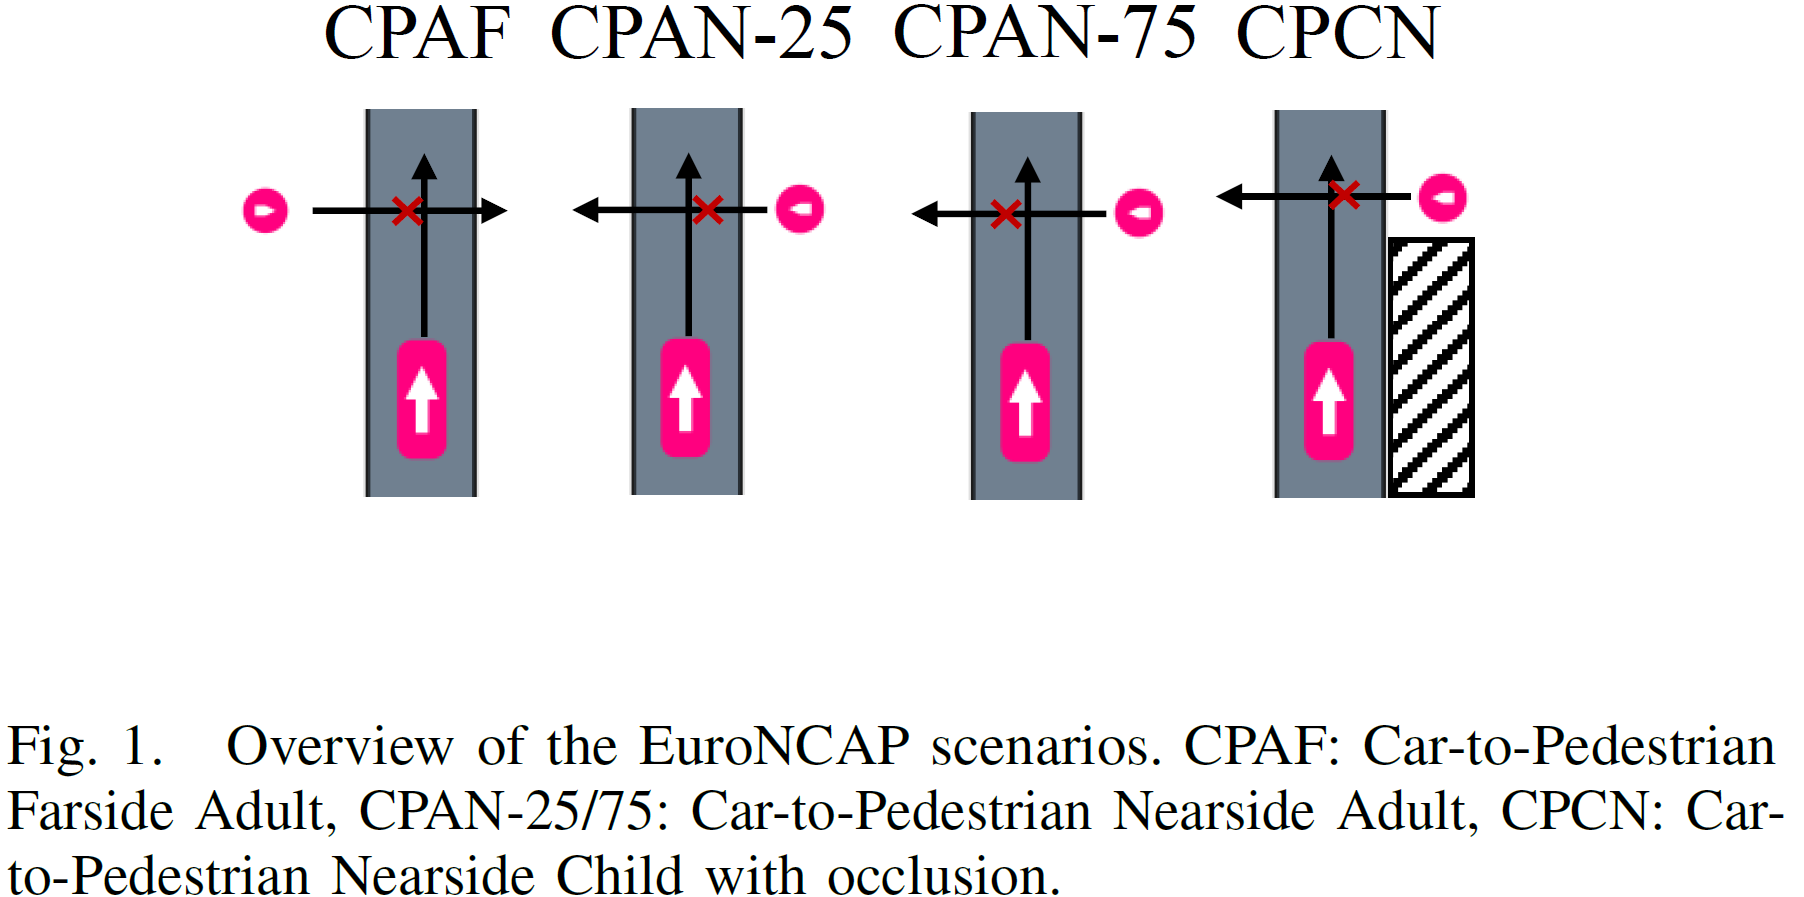 CPAF CPAN-25 CPAN-75 CPCN
Fig. 1. Overview of the EuroNCAP scenarios. CPAF: Car-to-Pedestrian
Farside Adult, CPAN-25/75: Car-to-Pedestrian Nearside Adult, CPCN: Car-
to-Pedestrian Nearside Child with occlusion.